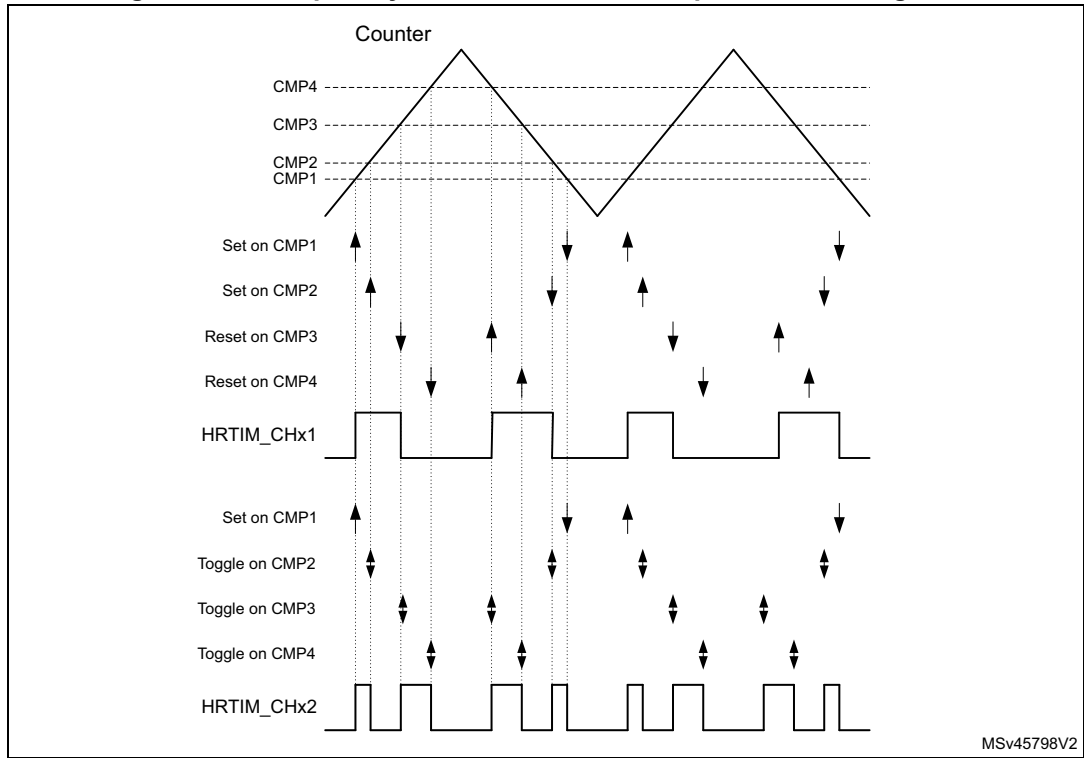 Counter
CMP4
CMP3
CMP2
CMP1
Set on CMP1
Set on CMP2
Reset on CMP3
Reset on CMP4
HRTIM_CHx1
Set on CMP1
Toggle on CMP2
Toggle on CMP3
Toggle on CMP4
HRTIM_CHx2
MSv45798V2